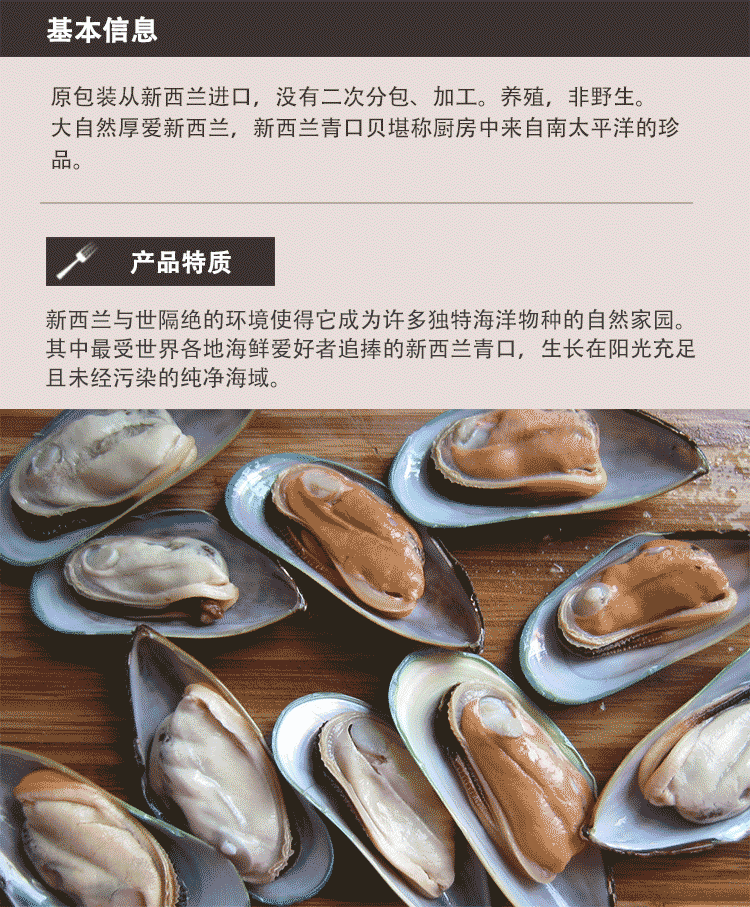 基本信息
原包装从新西兰进口，没有二次分包、加工。养殖，非野生。
大自然厚爱新西兰，新西兰青口贝堪称厨房中来自南太平洋的珍
品。
产品特质
新西兰与世隔绝的环境使得它成为许多独特海洋物种的自然家园。
其中最受世界各地海鲜爱好者追捧的新西兰青口，生长在阳光充足
且未经污染的纯净海域。